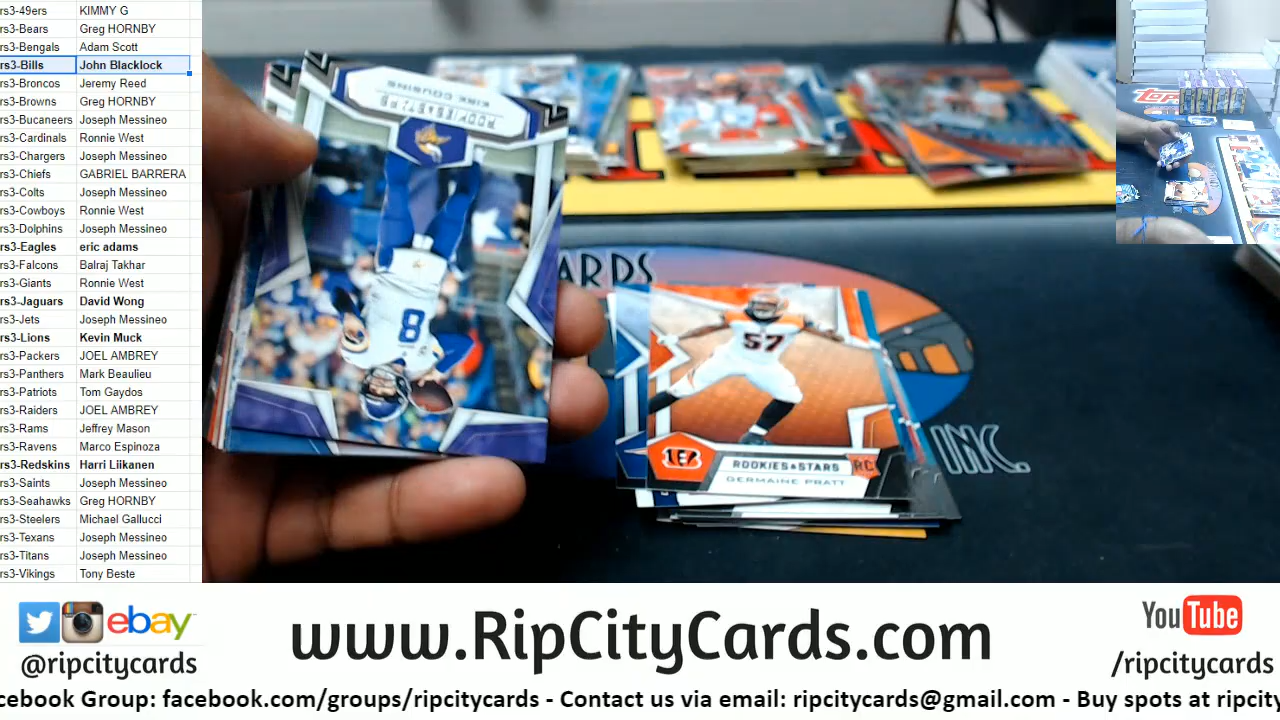 rs3-49ers KIMMY G
rs3-Bears Greg HORNBY
rs3-Bengals Adam Scott
rs3-Bills John Blacklock
rs3-Broncos Jeremy Reed
rs3-Browns Greg HORNBY
rs3-Bucaneers Joseph Messineo
rs3-Cardinals Ronnie West
rs3-Chargers Joseph Messineo
rs3-Chiefs GABRIEL BARRERA
rs3-Colts Joseph Messineo
rs3-Cowboys Ronnie West
rs3-Dolphins Joseph Messineo
rs3-Eagles eric adams
rs3-Falcons Balraj Takhar
rs3-Giants Ronnie West
rs3-Jaguars David Wong
rs3-Jets Joseph Messineo
rs3-Lions Kevin Muck
rs3-Packers JOEL AMBREY
rs3-Panthers Mark Beaulieu
rs3-Patriots Tom Gaydos
rs3-Raiders JOEL AMBREY
rs3-Rams Jeffrey Mason
rs3-Ravens Marco Espinoza
rs3-Redskins Harri Liikanen
rs3-Saints Joseph Messineo
rs3-Seahawks Greg HORNBY
rs3-Steelers Michael Gallucci
rs3-Texans Joseph Messineo
rs3-Titans Joseph Messineo
rs3-Vikings Tony Beste
KIRK COUSINS
ROOKIES & STARS
8
TOPPS
ARDS
INC.
57
ROOKIES & STARS RC
GERMAINE PRATT
ebay
@ripcitycards
www.RipCityCards.com
YouTube
/ripcitycards
cebook Group: facebook.com/groups/ripcitycards - Contact us via email: ripcitycards@gmail.com - Buy spots at ripcity